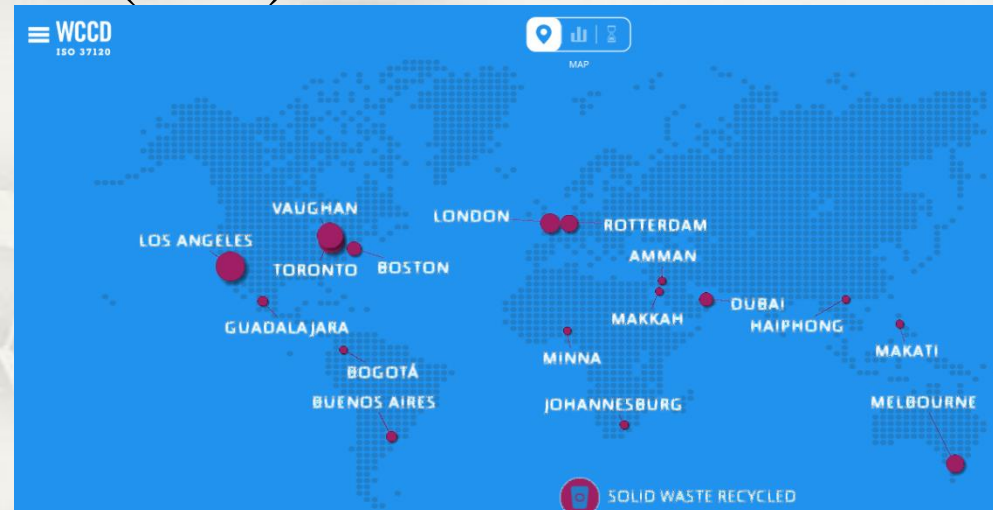 WCCD
ISO 37120
MAP
VAUGHAN
LONDON
ROTTERDAM
LOS ANGELES
AMMAN
TORONTO
BOSTON
DUBAI
MAKKAH
HAIPHONG
GUADALAJARA
MAKATI
MINNA
BOGOTÁ
BUENOS AIRES
JOHANNESBURG
MELBOURNE
SOLID WASTE RECYCLED